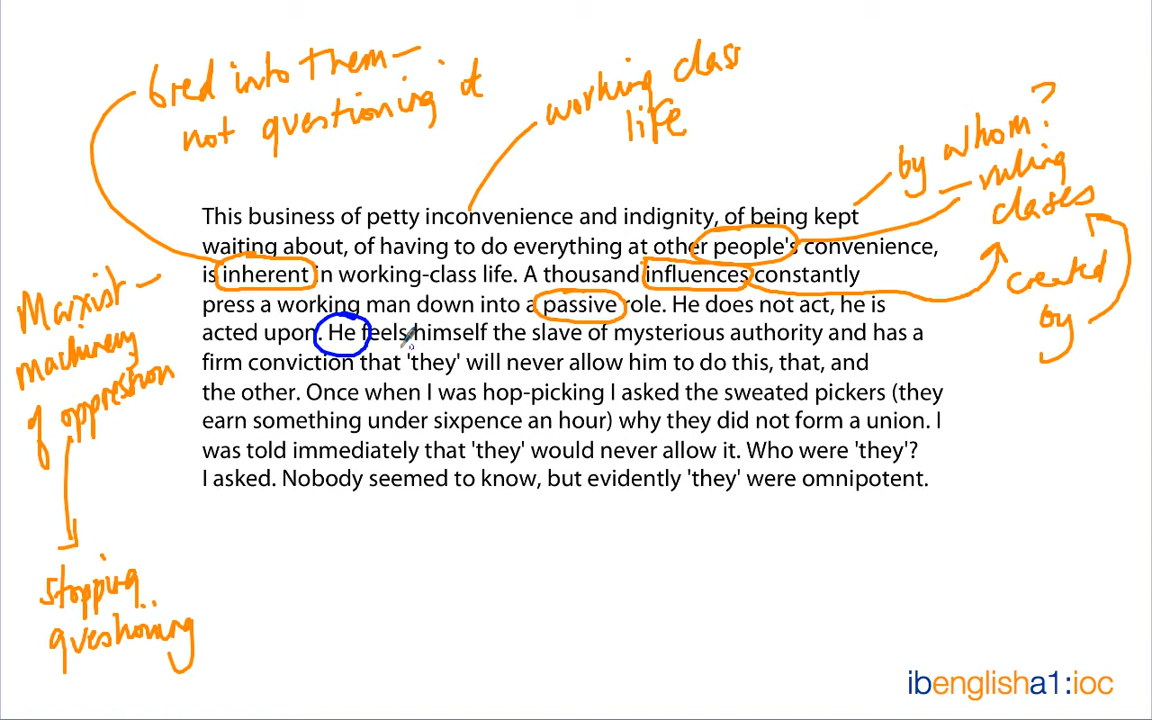 bred into them –
not questioning it
working class
life
by whom?
– ruling
classes
created
by
This business of petty inconvenience and indignity, of being kept
waiting about, of having to do everything at other people's convenience,
is inherent in working-class life. A thousand influences constantly
press a working man down into a passive role. He does not act, he is
acted upon. He feels himself the slave of mysterious authority and has a
firm conviction that 'they' will never allow him to do this, that, and
the other. Once when I was hop-picking I asked the sweated pickers (they
earn something under sixpence an hour) why they did not form a union. I
was told immediately that 'they' would never allow it. Who were 'they'?
I asked. Nobody seemed to know, but evidently 'they' were omnipotent.
Marxist –
machinery
of oppression
stopping
questioning
ibenglisha1:ioc